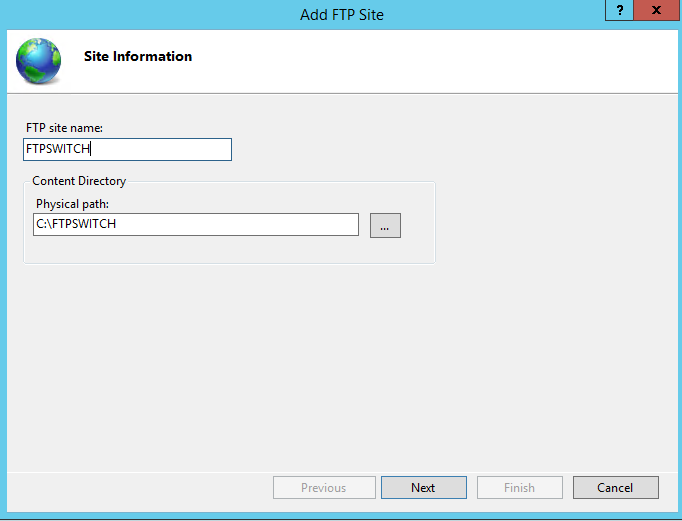 Add FTP Site
?
x
Site Information
FTP site name:
FTPSWITCH
Content Directory
Physical path:
C:\FTPSWITCH
...
Previous
Next
Finish
Cancel